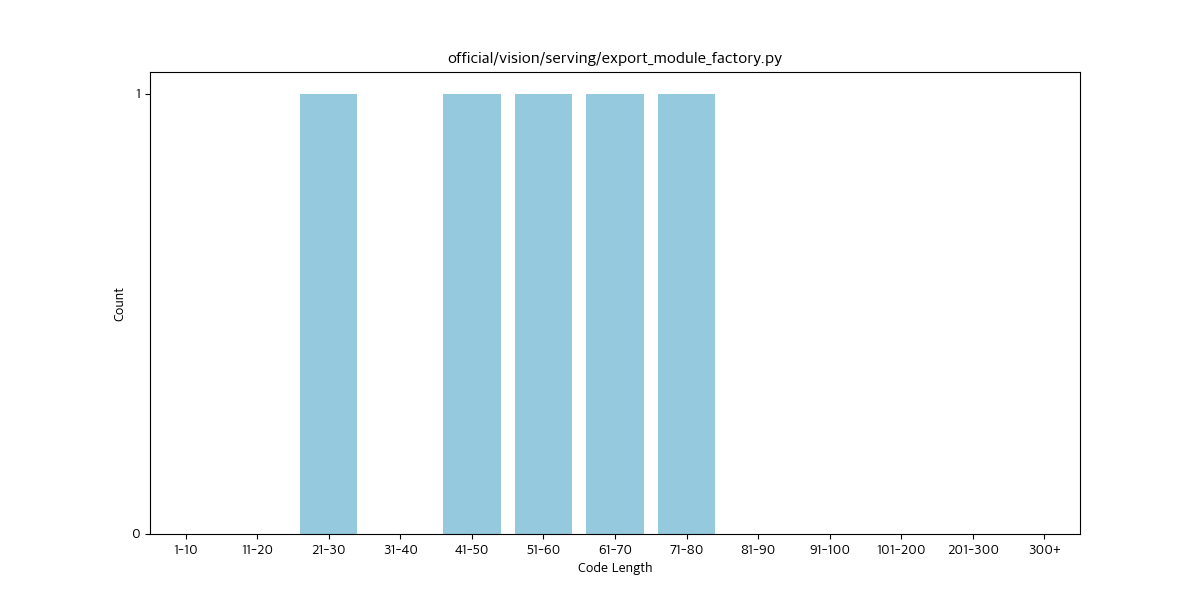 official/vision/serving/export_module_factory.py
1
Count
0
1-10 11-20 21-30 31-40 41-50 51-60 61-70 71-80 81-90 91-100 101-200 201-300 300+
Code Length